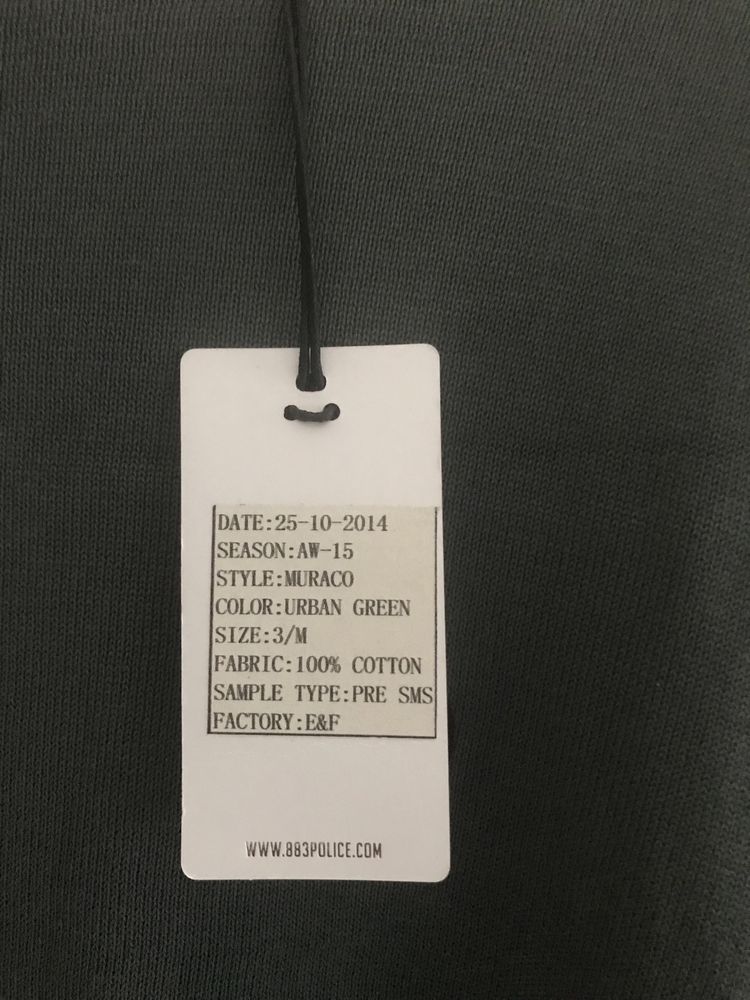 DATE:25-10-2014
SEASON:AW-15
STYLE:MURACO
COLOR:URBAN GREEN
SIZE:3/M
FABRIC:100% COTTON
SAMPLE TYPE:PRE SMS
FACTORY:E&F
WWW.883POLICE.COM